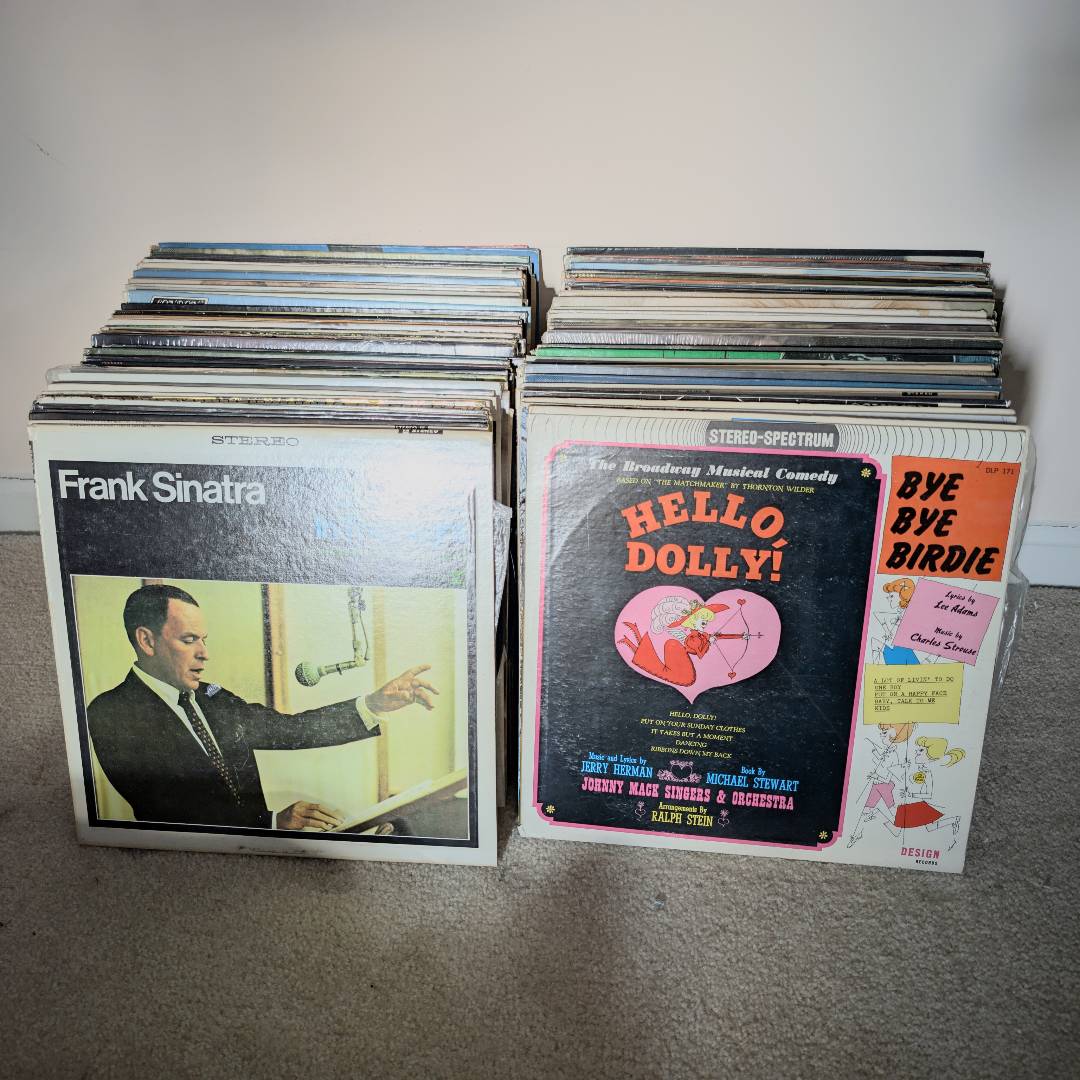 STEREO
Frank Sinatra
STEREO-SPECTRUM
The Broadway Musical Comedy
BASED ON "THE MATCHMAKER" BY THORNTON WILDER
HELLO,
DOLLY!
HELLO, DOLLY!
PUT ON YOUR SUNDAY CLOTHES
IT TAKES BUT A MOMENT
DANCING
RIBBONS DOWN MY BACK
Music and Lyrics by
JERRY HERMAN
Book By
MICHAEL STEWART
JOHNNY MACK SINGERS & ORCHESTRA
Arrangements By
RALPH STEIN
DLP 171
BYE
BYE
BIRDIE
Lyrics by
Lee Adams
Music by
Charles Strouse
A LOT OF LIVIN' TO DO
ONE BOY
PUT ON A HAPPY FACE
BABY, TALK TO ME
KIDS
DESIGN
RECORDS